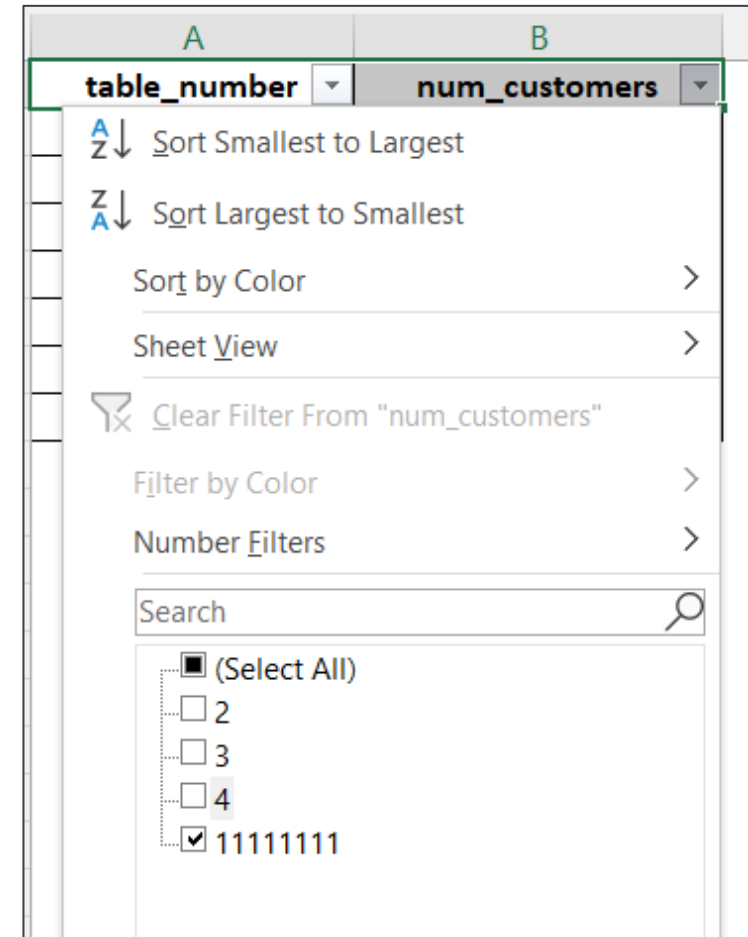 A B
table_number num_customers
A
Z Sort Smallest to Largest
Z
A Sort Largest to Smallest
Sort by Color
Sheet View
Clear Filter From "num_customers"
Filter by Color
Number Filters
Search
(Select All)
2
3
4
11111111